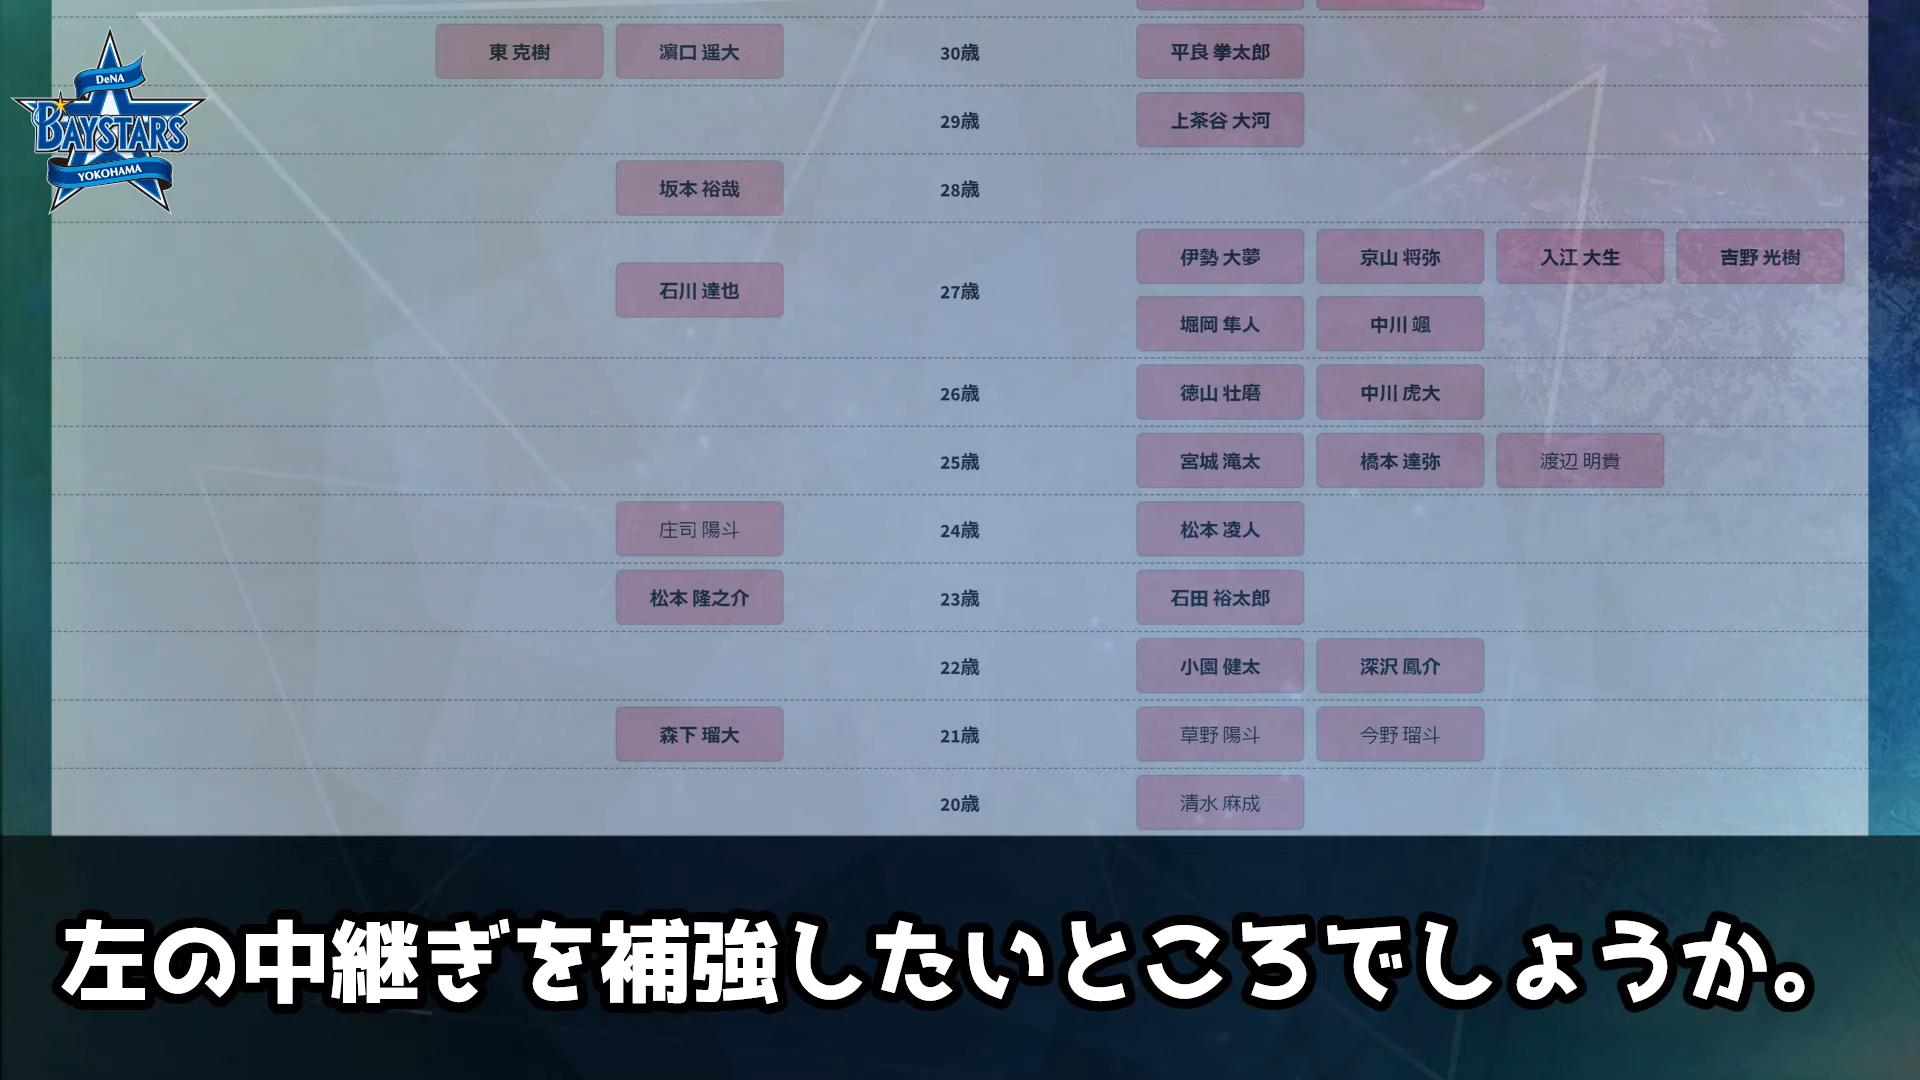 DeNA
BAYSTARS
YOKOHAMA
東 克樹 濵口 遥大 30歳 平良 拳太郎
29歳 上茶谷 大河
坂本 裕哉 28歳
伊勢 大夢 京山 将弥 入江 大生 吉野 光樹
石川 達也 27歳
堀岡 隼人 中川 颯
26歳 徳山 壮磨 中川 虎大
25歳 宮城 滝太 橋本 達弥 渡辺 明貴
庄司 陽斗 24歳 松本 凌人
松本 隆之介 23歳 石田 裕太郎
22歳 小園 健太 深沢 鳳介
森下 瑠大 21歳 草野 陽斗 今野 瑠斗
20歳 清水 麻成
左の中継ぎを補強したいところでしょうか。